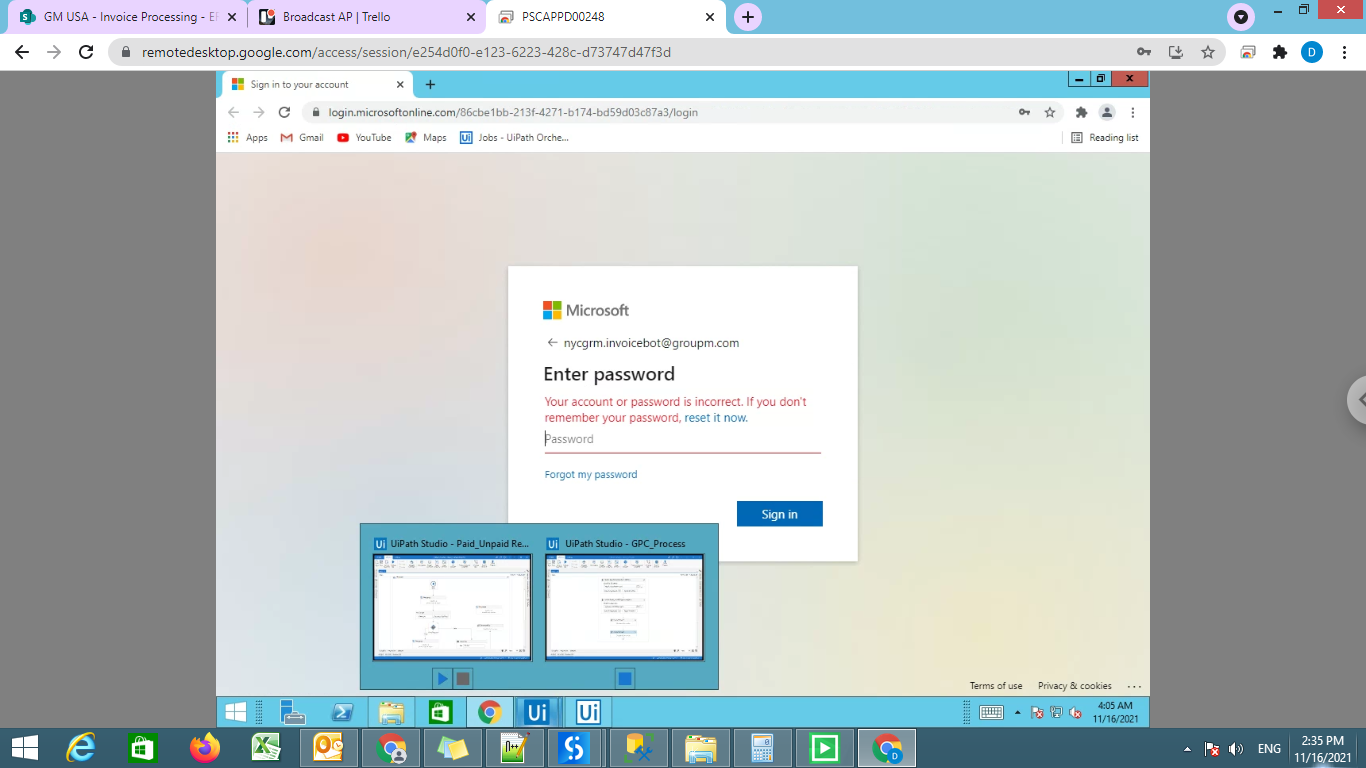 GM USA - Invoice Processing - EF
Broadcast AP | Trello
PSCAPPD00248
remotedesktop.google.com/access/session/e254d0f0-e123-6223-428c-d73747d47f3d
D
Sign in to your account
login.microsoftonline.com/86cbe1bb-213f-4271-b174-bd59d03c87a3/login
Apps
Gmail
YouTube
Maps
Jobs - UiPath Orche...
Reading list
Microsoft
nycgrm.invoicebot@groupm.com
Enter password
Your account or password is incorrect. If you don't
remember your password, reset it now.
Password
Forgot my password
Sign in
UiPath Studio - Paid_Unpaid Re...
UiPath Studio - GPC_Process
Terms of use
Privacy & cookies
4:05 AM
11/16/2021
ENG
2:35 PM
11/16/2021